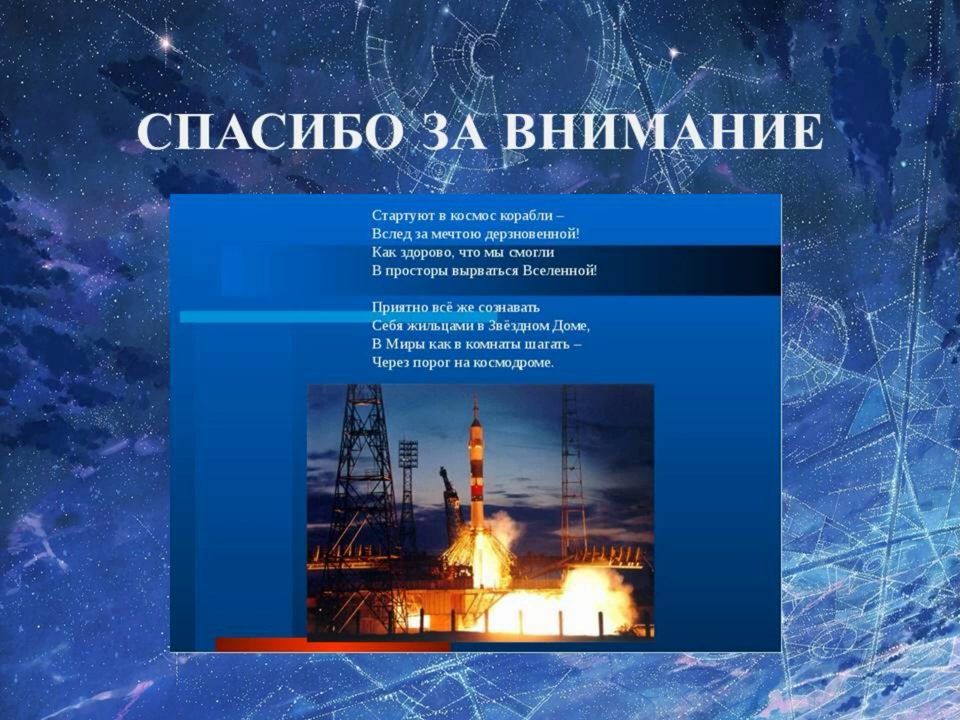 СПАСИБО ЗА ВНИМАНИЕ
Стартуют в космос корабли –
Вслед за мечтою дерзновенной!
Как здорово, что мы смогли
В просторы вырваться Вселенной!
Приятно всё же сознавать
Себя жильцами в Звёздном Доме,
В Миры как в комнаты шагать –
Через порог на космодроме.